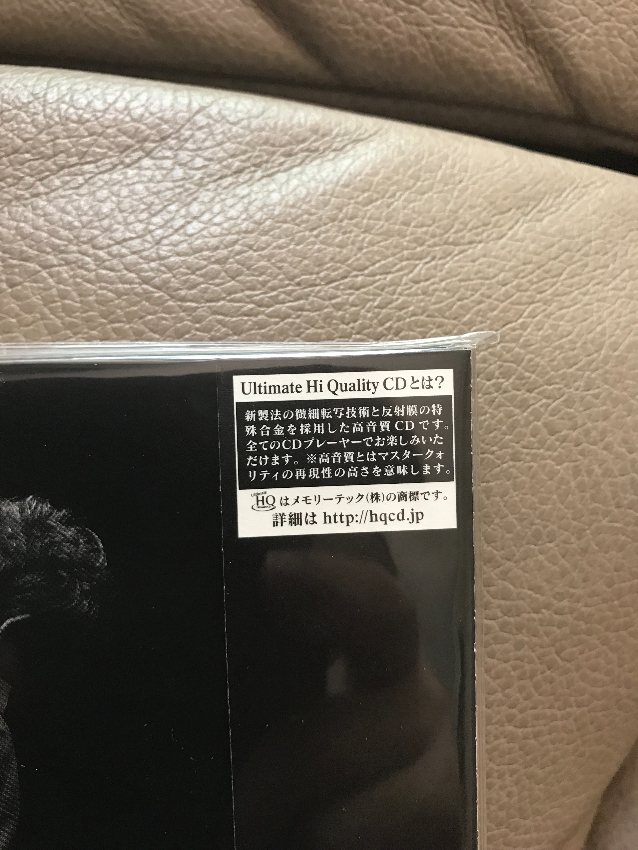 Ultimate Hi Quality CDとは?
新製法の微細転写技術と反射膜の特
殊合金を採用した高音質CDです。
全てのCDプレーヤーでお楽しみいた
だけます。※高音質とはマスタークォ
リティの再現性の高さを意味します。
HQはメモリーテック(株)の商標です。
詳細は http://hqcd.jp